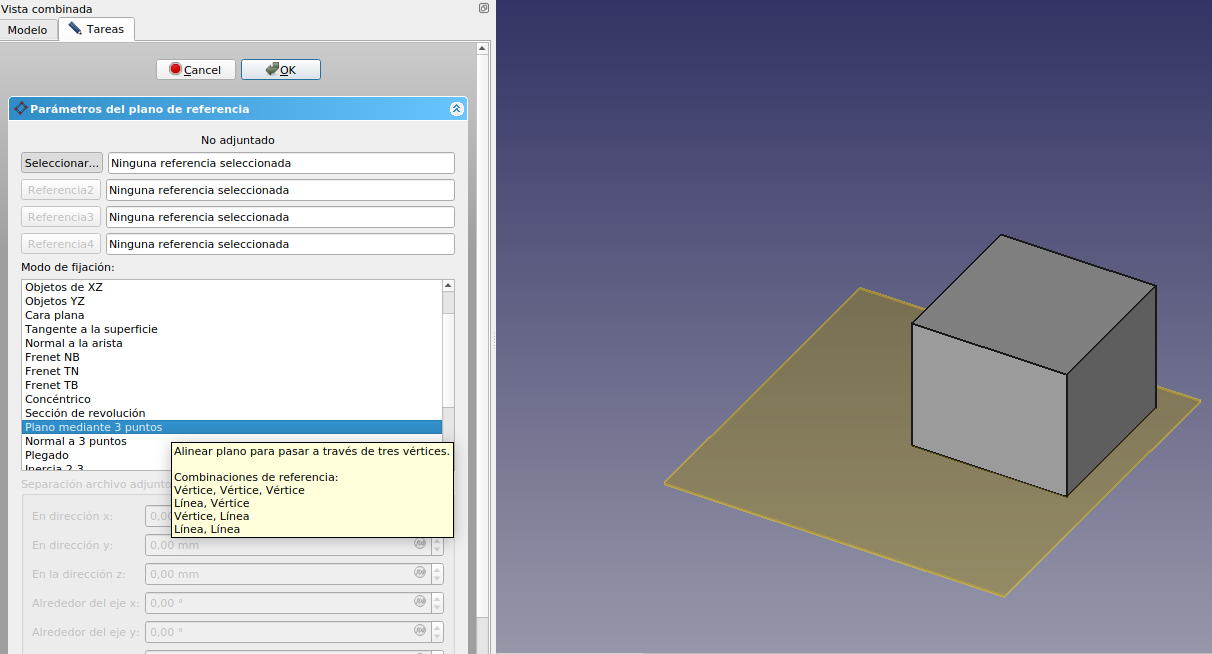 Vista combinada
Modelo
Tareas
Cancel
OK
Parámetros del plano de referencia
No adjuntado
Seleccionar... Ninguna referencia seleccionada
Referencia2 Ninguna referencia seleccionada
Referencia3 Ninguna referencia seleccionada
Referencia4 Ninguna referencia seleccionada
Modo de fijación:
Objetos de XZ
Objetos YZ
Cara plana
Tangente a la superficie
Normal a la arista
Frenet NB
Frenet TN
Frenet TB
Concéntrico
Sección de revolución
Plano mediante 3 puntos
Normal a 3 puntos
Plegado
Inercia 2-3
Alinear plano para pasar a través de tres vértices.
Combinaciones de referencia:
Vértice, Vértice, Vértice
Línea, Vértice
Vértice, Línea
Línea, Línea
Separación archivo adjunto
En dirección x: 0,00
En dirección y: 0,00 mm
En la dirección z: 0,00 mm
Alrededor del eje x: 0,00 °
Alrededor del eje y: 0,00 °